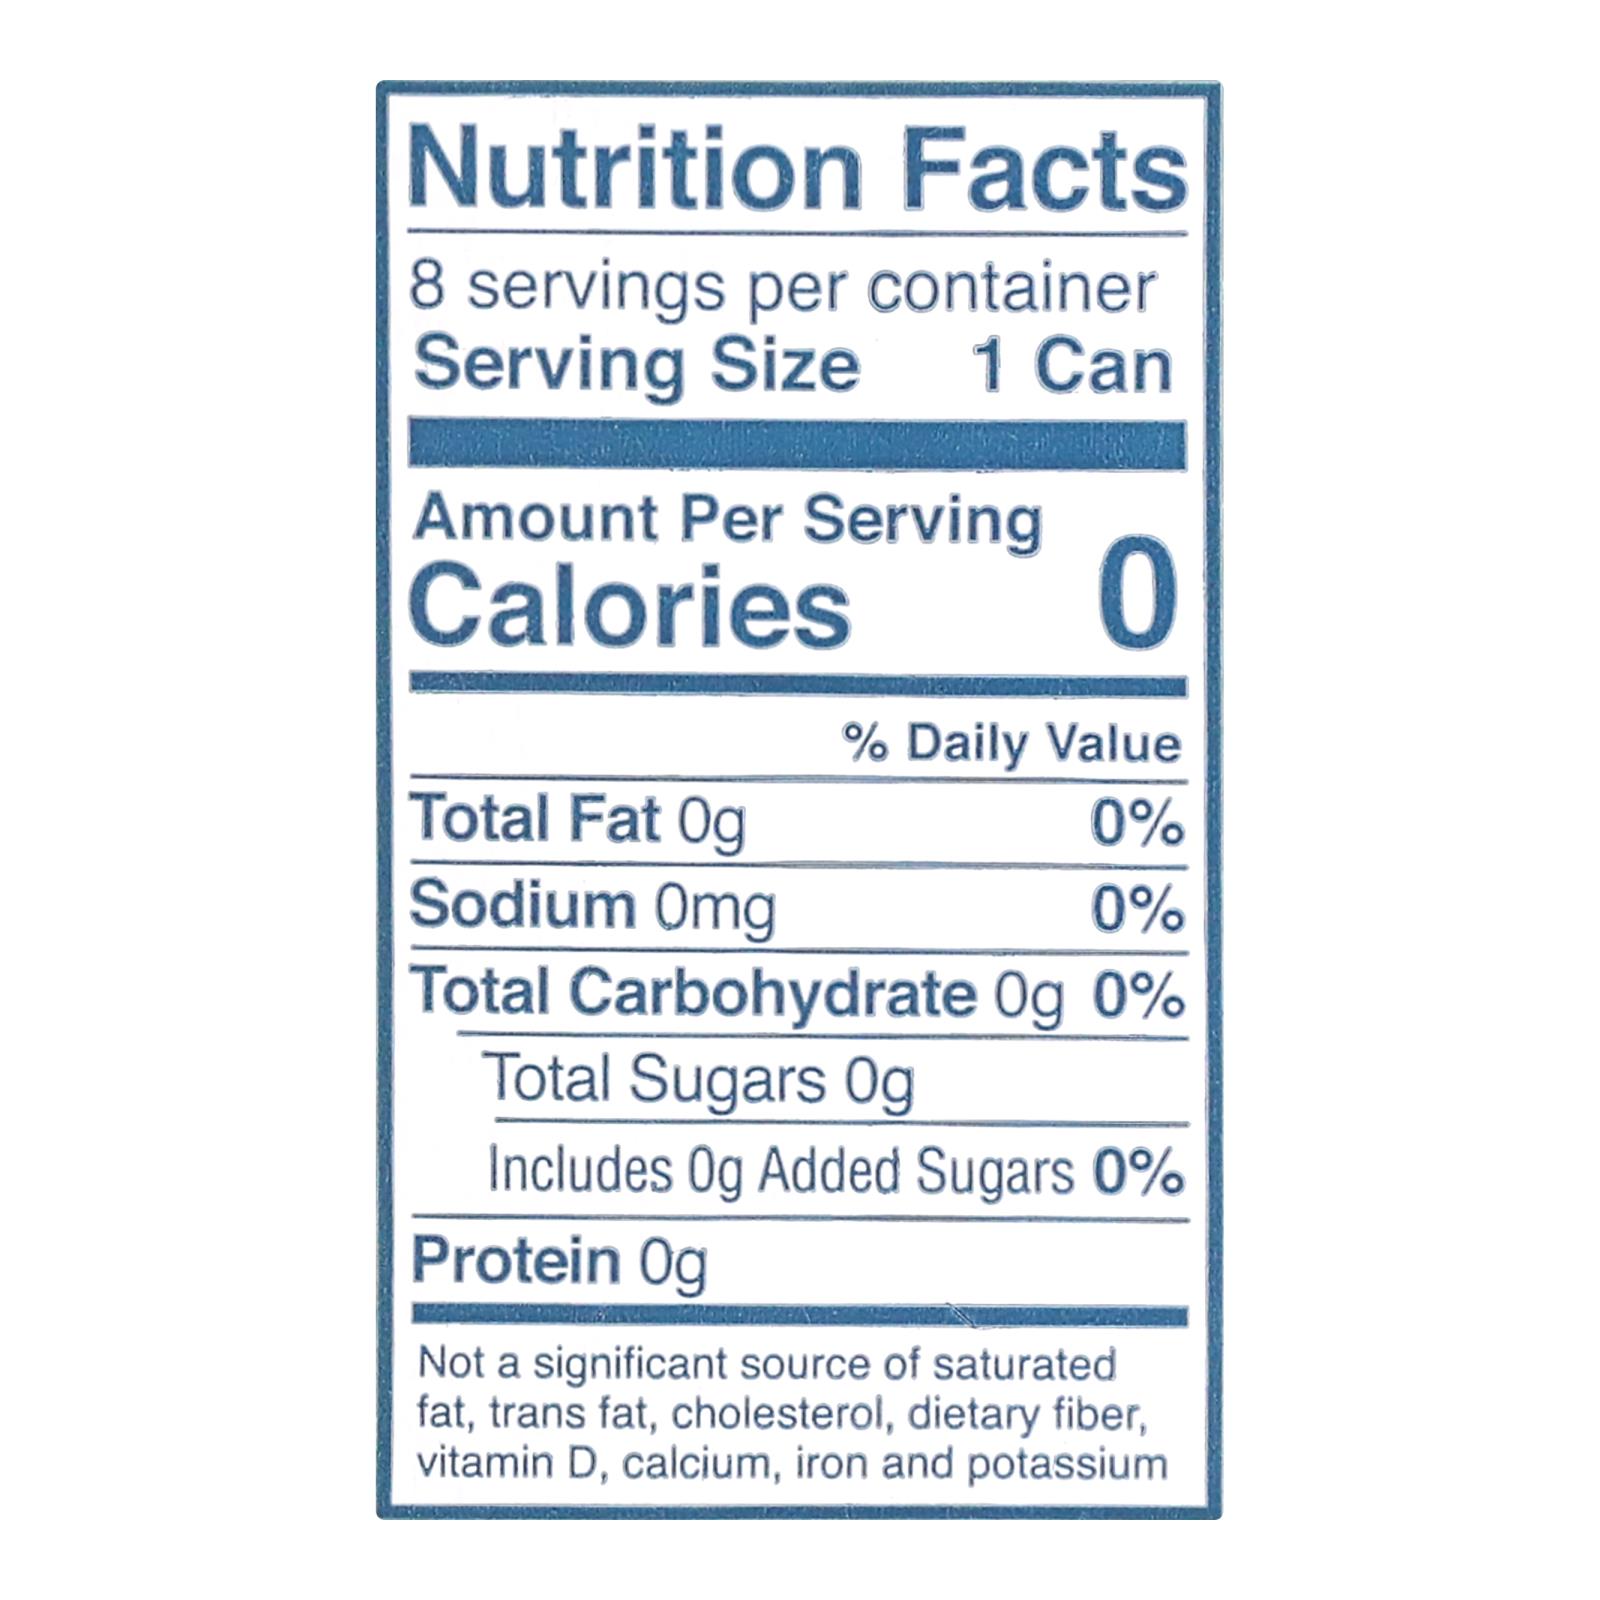 Nutrition Facts
8 servings per container
Serving Size 1 Can
Amount Per Serving
Calories 0
% Daily Value
Total Fat 0g 0%
Sodium 0mg 0%
Total Carbohydrate 0g 0%
Total Sugars 0g
Includes 0g Added Sugars 0%
Protein 0g
Not a significant source of saturated
fat, trans fat, cholesterol, dietary fiber,
vitamin D, calcium, iron and potassium